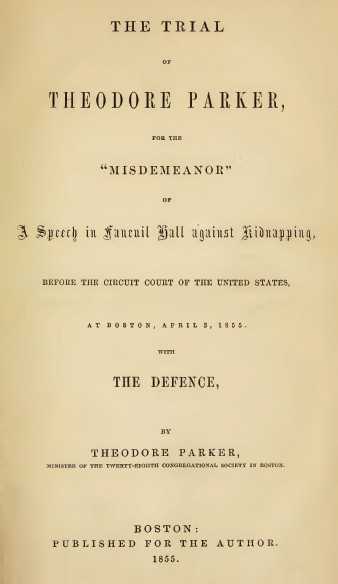 THE TRIAL
OF
THEODORE PARKER,
FOR THE
"MISDEMEANOR"
OF
A Speech in Faneuil Hall against Kidnapping,
BEFORE THE CIRCUIT COURT OF THE UNITED STATES,
AT BOSTON, APRIL 3, 1855.
WITH
THE DEFENCE,
BY
THEODORE PARKER,
MINISTER OF THE TWENTY-EIGHTH CONGREGATIONAL SOCIETY IN BOSTON.
BOSTON:
PUBLISHED FOR THE AUTHOR.
1855.